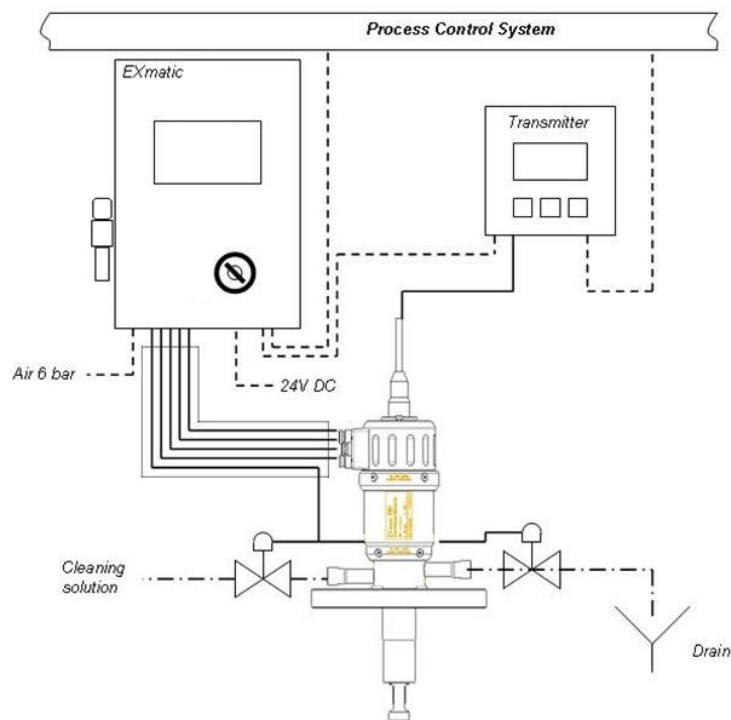 Process Control System
EXmatic
Transmitter
Air 6 bar
24V DC
Cleaning
solution
Drain